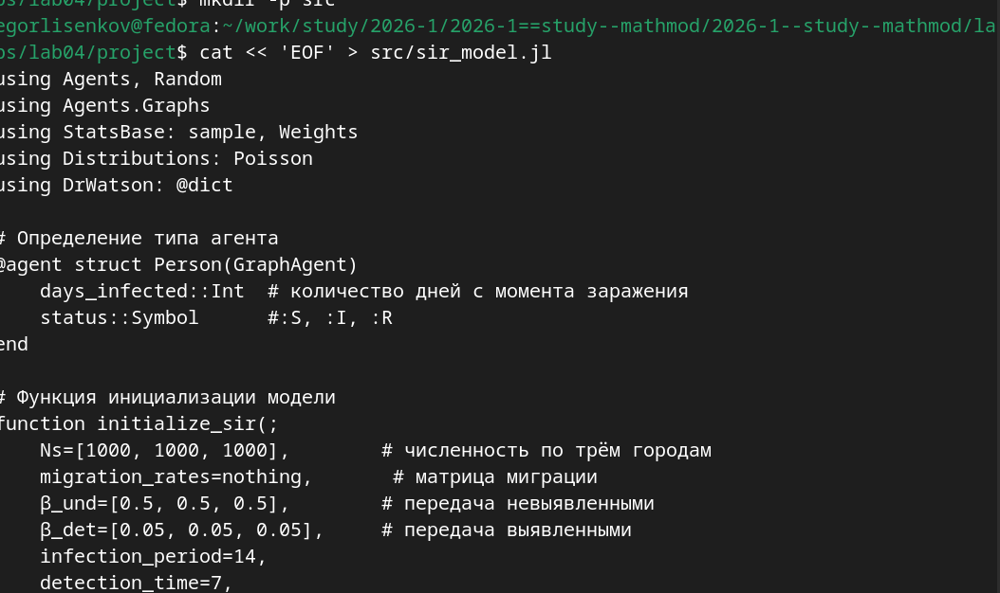 os/lab04/project$ mkdir -p src
egorlisenkov@fedora:~/work/study/2026-1/2026-1==study--mathmod/2026-1--study--mathmod/la
bs/lab04/project$ cat << 'EOF' > src/sir_model.jl
using Agents, Random
using Agents.Graphs
using StatsBase: sample, Weights
using Distributions: Poisson
using DrWatson: @dict

# Определение типа агента
@agent struct Person(GraphAgent)
    days_infected::Int  # количество дней с момента заражения
    status::Symbol      #:S, :I, :R
end

# Функция инициализации модели
function initialize_sir(;
    Ns=[1000, 1000, 1000],        # численность по трём городам
    migration_rates=nothing,       # матрица миграции
    β_und=[0.5, 0.5, 0.5],        # передача невыявленными
    β_det=[0.05, 0.05, 0.05],     # передача выявленными
    infection_period=14,
    detection_time=7,